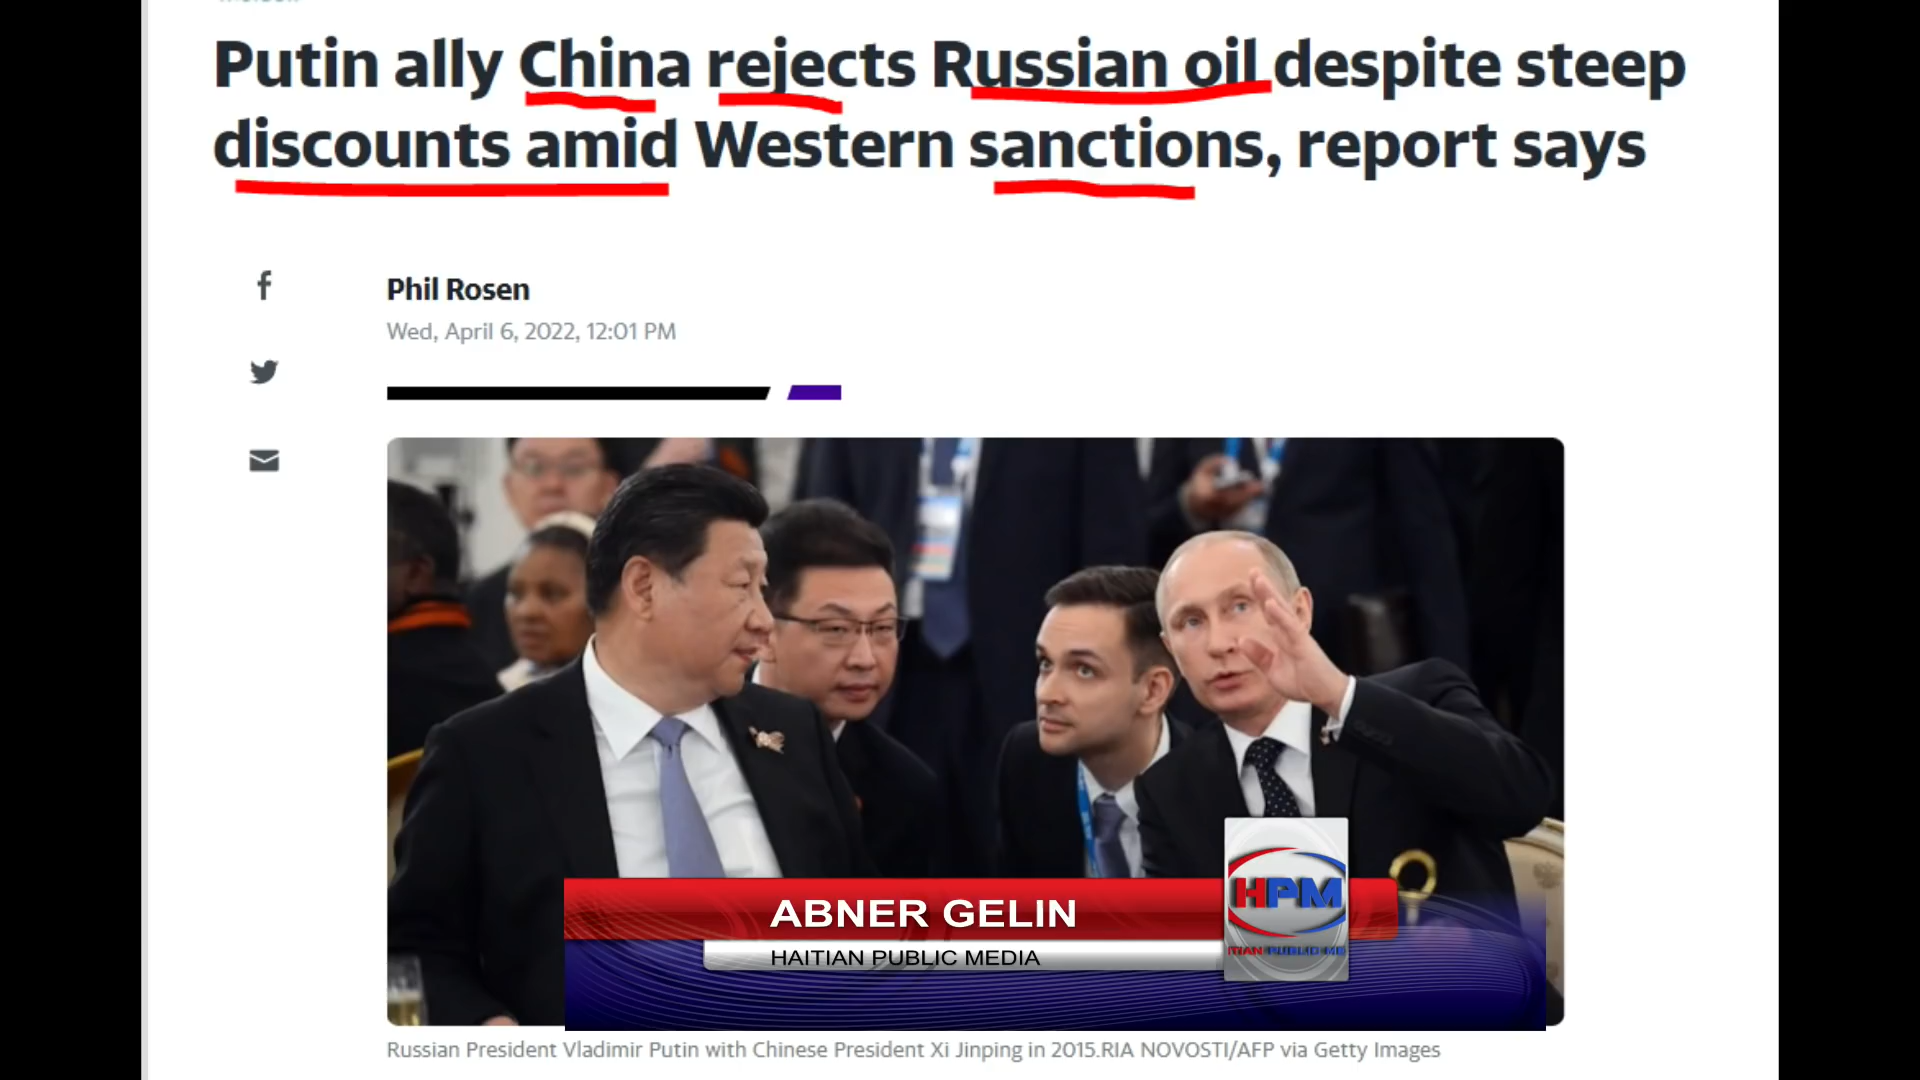 Putin ally China rejects Russian oil despite steep
discounts amid Western sanctions, report says
Phil Rosen
Wed, April 6, 2022, 12:01 PM
ABNER GELIN
HAITIAN PUBLIC MEDIA
HPM
Russian President Vladimir Putin with Chinese President Xi Jinping in 2015.RIA NOVOSTI/AFP via Getty Images